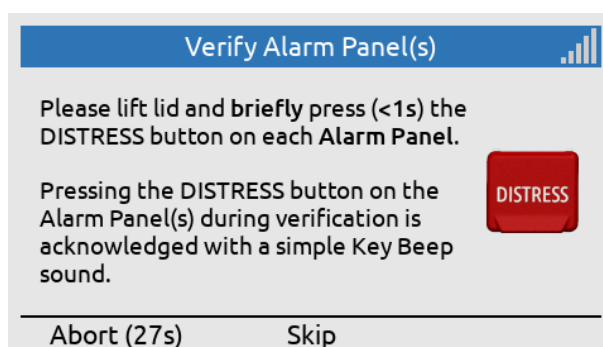 Verify Alarm Panel(s)
Please lift lid and briefly press (<1s) the
DISTRESS button on each Alarm Panel.
DISTRESS
Pressing the DISTRESS button on the
Alarm Panel(s) during verification is
acknowledged with a simple Key Beep
sound.
Abort (27s) Skip